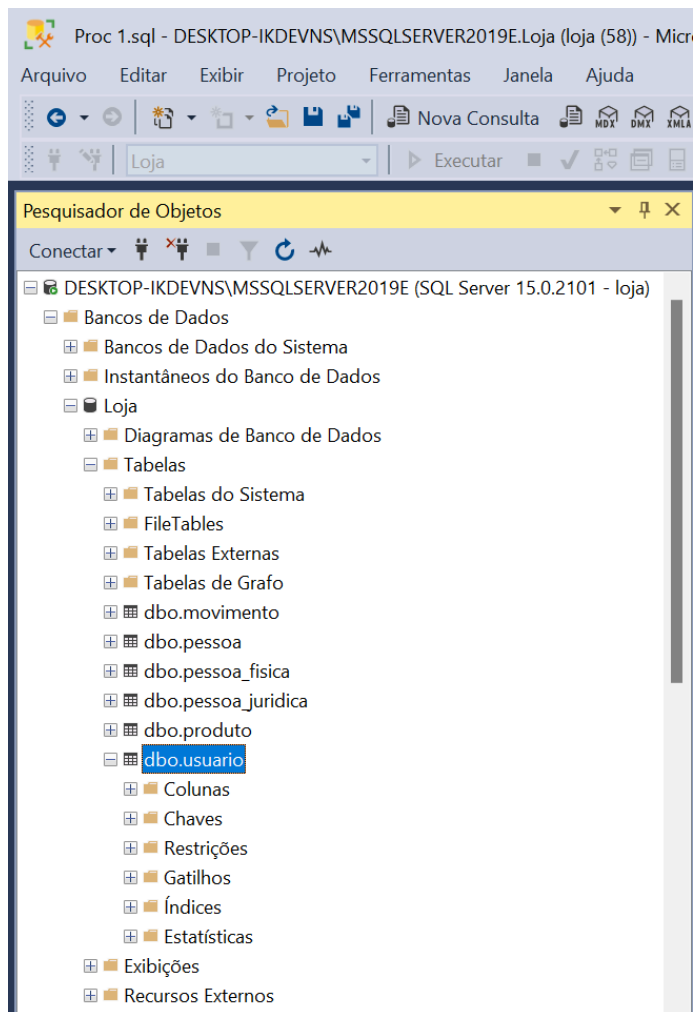 Proc 1.sql - DESKTOP-IKDEVNS\MSSQLSERVER2019E.Loja (loja (58)) - Micro
Arquivo Editar Exibir Projeto Ferramentas Janela Ajuda
Nova Consulta MDX DMX XMLA
Loja Executar
Pesquisador de Objetos
Conectar
DESKTOP-IKDEVNS\MSSQLSERVER2019E (SQL Server 15.0.2101 - loja)
Bancos de Dados
Bancos de Dados do Sistema
Instantâneos do Banco de Dados
Loja
Diagramas de Banco de Dados
Tabelas
Tabelas do Sistema
FileTables
Tabelas Externas
Tabelas de Grafo
dbo.movimento
dbo.pessoa
dbo.pessoa_fisica
dbo.pessoa_juridica
dbo.produto
dbo.usuario
Colunas
Chaves
Restrições
Gatilhos
Índices
Estatísticas
Exibições
Recursos Externos